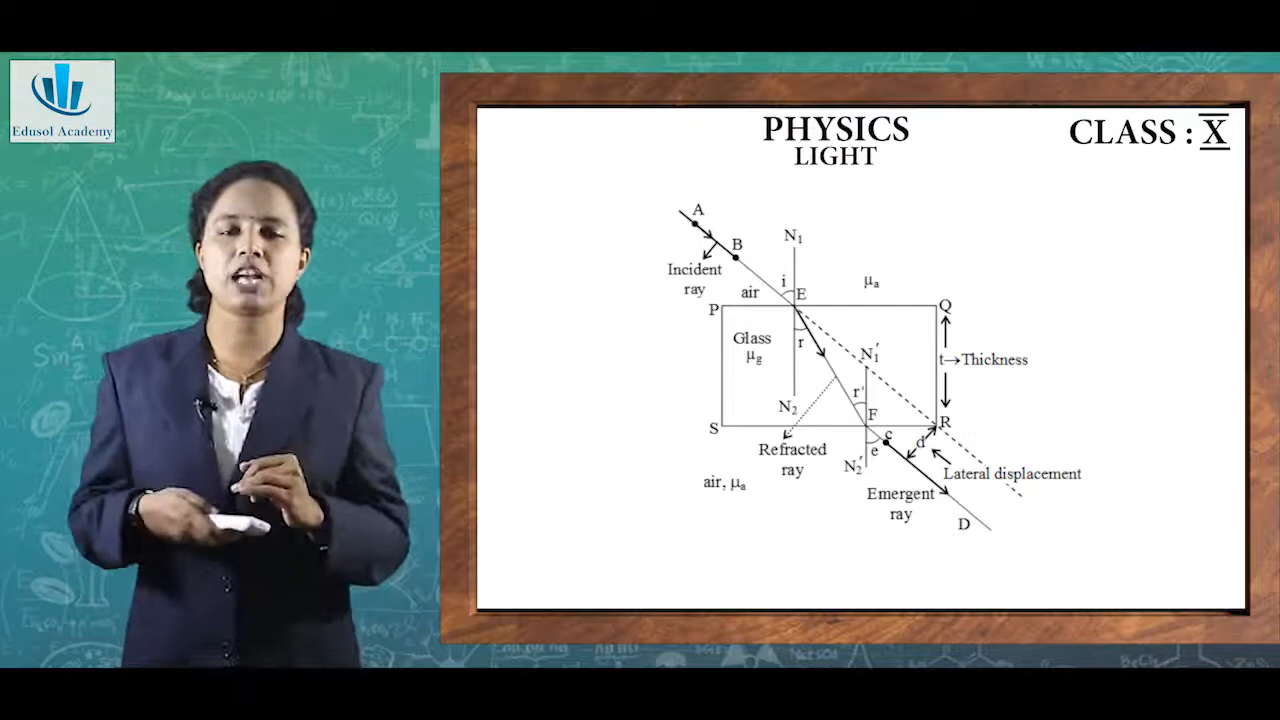 Edusol Academy
PHYSICS
LIGHT
CLASS : X
A
B
N₁
Incident
ray
i
E
air
μₐ
P
Q
Glass
μg
r
N₁′
t→Thickness
N₂
r′
F
S
R
c
d
e
Refracted
ray
N₂′
Lateral displacement
air, μₐ
Emergent
ray
D